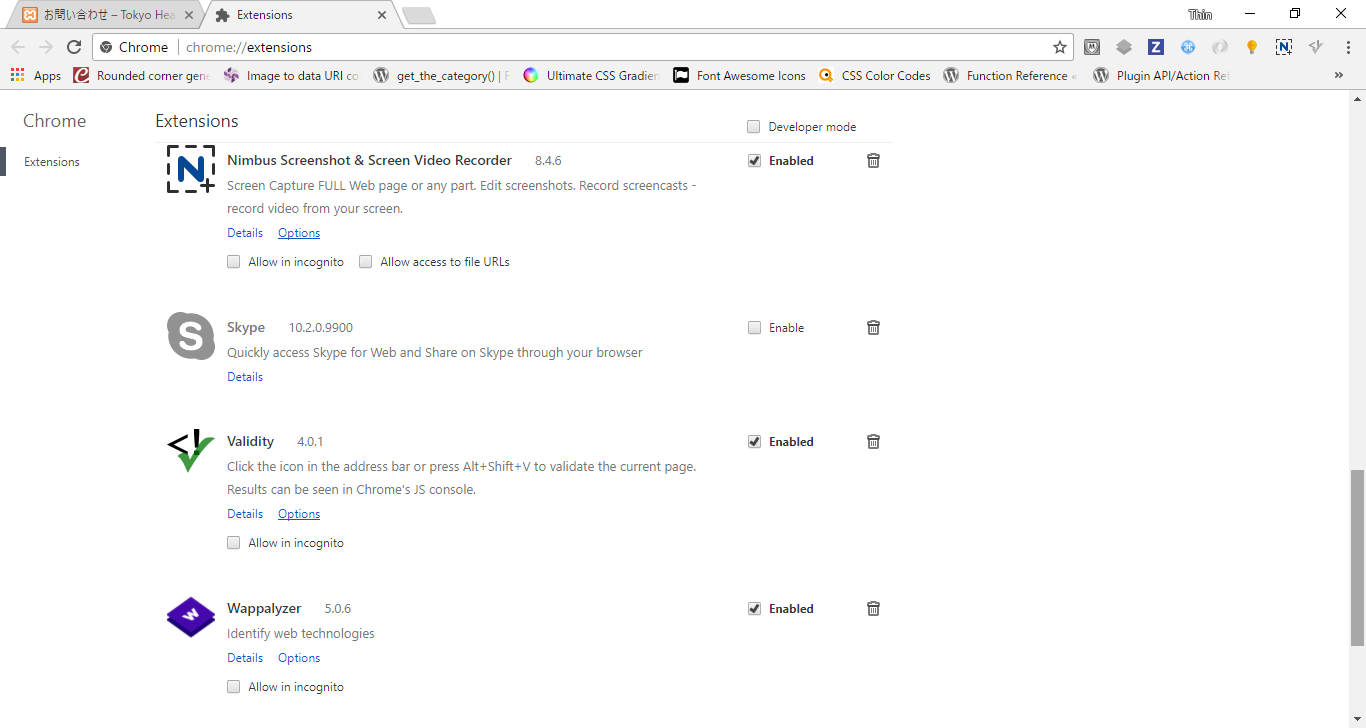 お問い合わせ – Tokyo Hea
Extensions
Thin
Chrome
chrome://extensions
Apps
Rounded corner gene
Image to data URI co
get_the_category() | F
Ultimate CSS Gradien
Font Awesome Icons
CSS Color Codes
Function Reference «
Plugin API/Action Ref
»
Chrome
Extensions
Extensions
Developer mode
Nimbus Screenshot & Screen Video Recorder 8.4.6
Enabled
Screen Capture FULL Web page or any part. Edit screenshots. Record screencasts -
record video from your screen.
Details Options
Allow in incognito Allow access to file URLs
Skype 10.2.0.9900
Enable
Quickly access Skype for Web and Share on Skype through your browser
Details
Validity 4.0.1
Enabled
Click the icon in the address bar or press Alt+Shift+V to validate the current page.
Results can be seen in Chrome's JS console.
Details Options
Allow in incognito
Wappalyzer 5.0.6
Enabled
Identify web technologies
Details Options
Allow in incognito